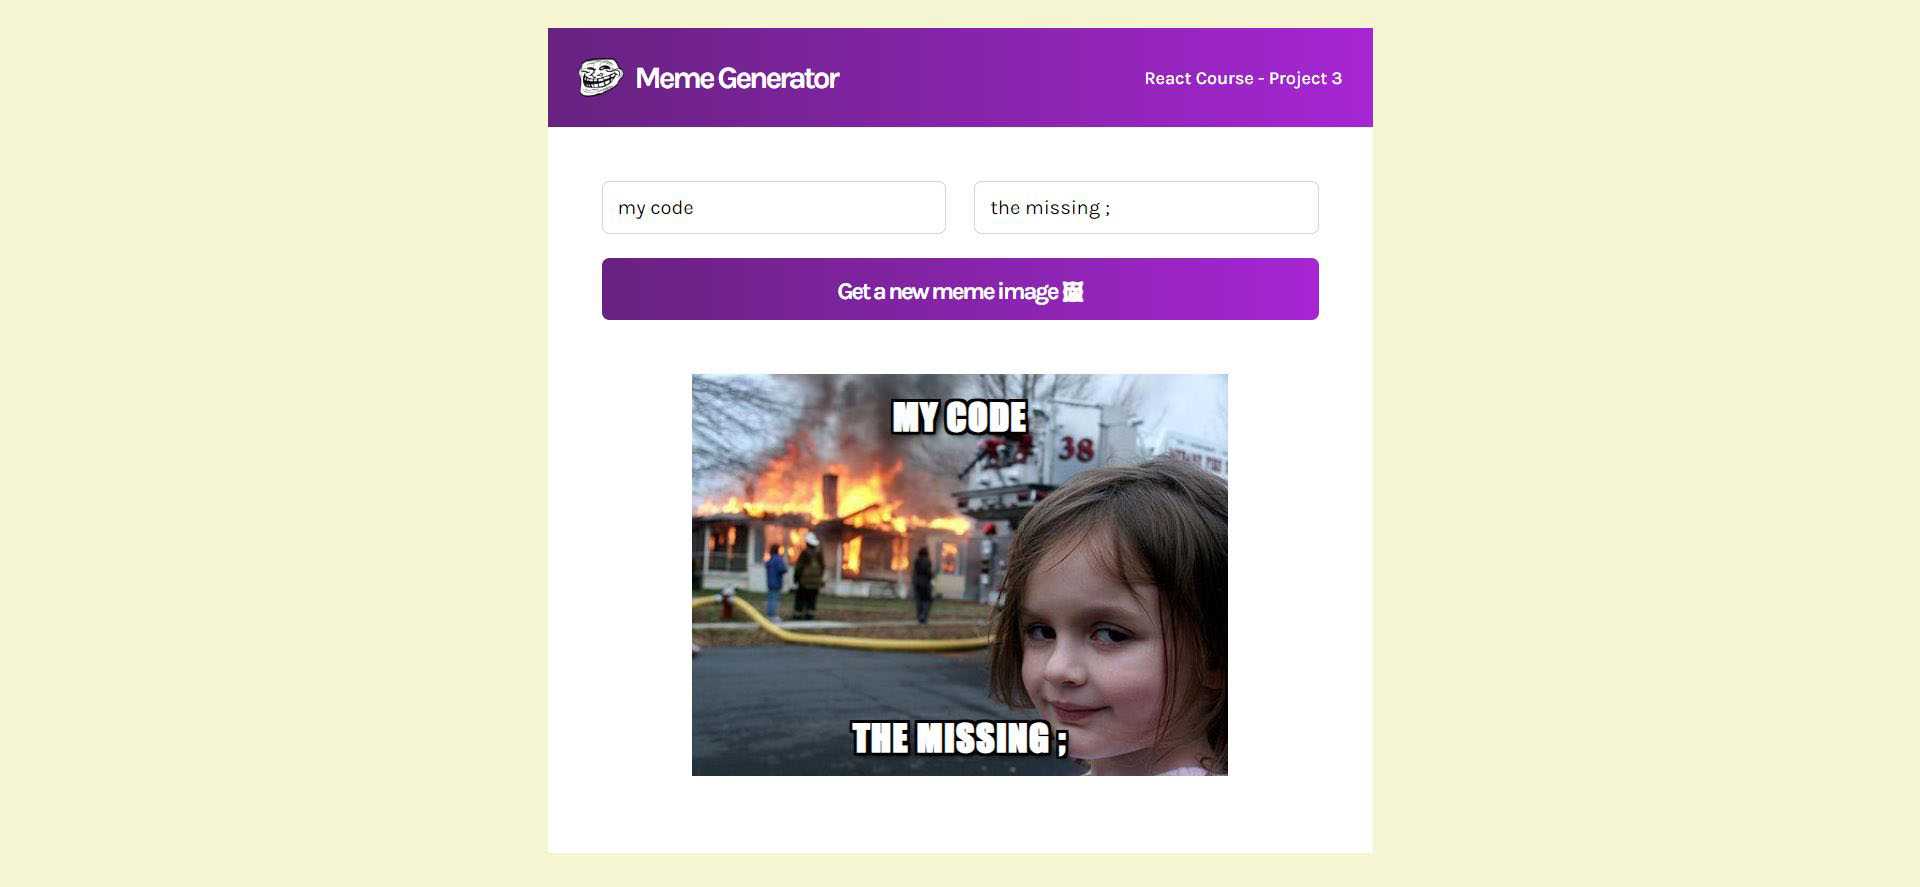 Meme Generator
React Course - Project 3
my code
the missing ;
Get a new meme image 🖼
MY CODE
38
THE MISSING ;